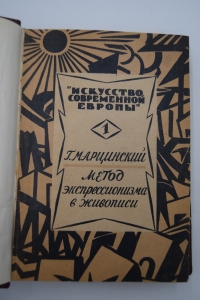 "ИСКУССТВО
СОВРЕМЕННОЙ
ЕВРОПЫ"
1
Г. МАРЦИНСКИЙ
МЕТОД
ЭКСПРЕССИОНИЗМА
В ЖИВОПИСИ